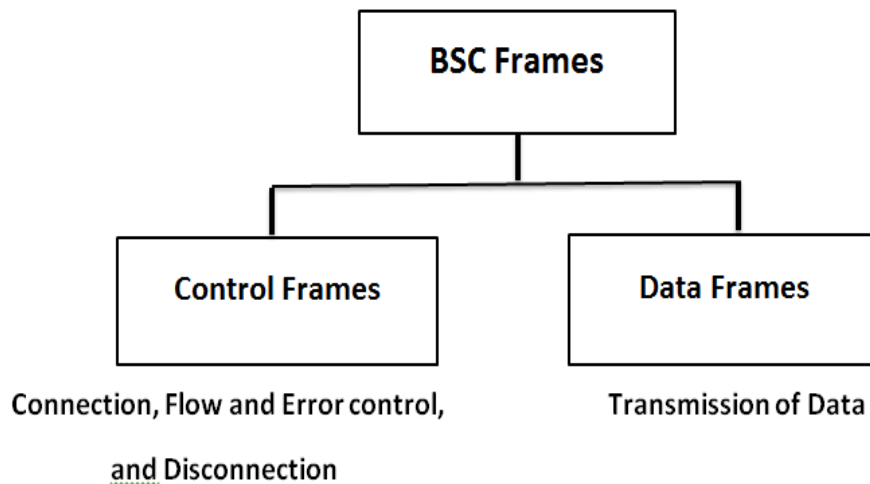 BSC Frames
Control Frames
Data Frames
Connection, Flow and Error control,
and Disconnection
Transmission of Data